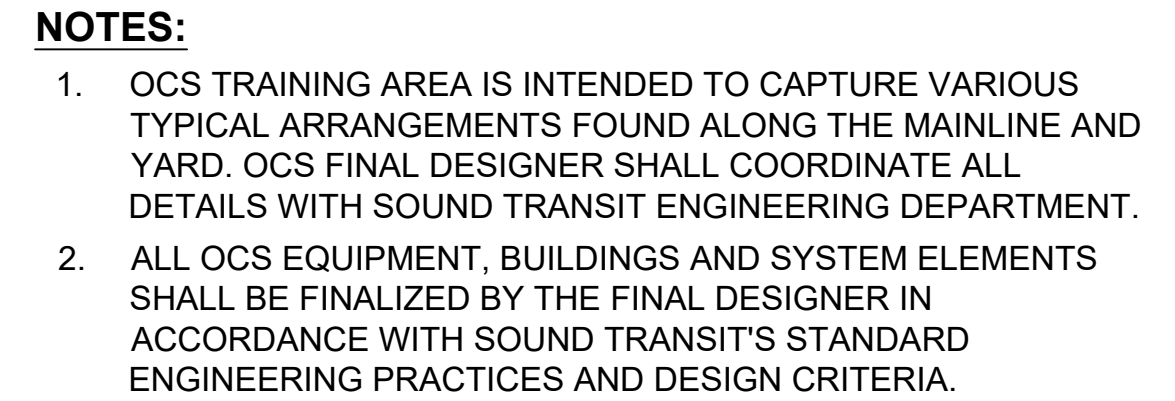 NOTES:
1. OCS TRAINING AREA IS INTENDED TO CAPTURE VARIOUS
TYPICAL ARRANGEMENTS FOUND ALONG THE MAINLINE AND
YARD. OCS FINAL DESIGNER SHALL COORDINATE ALL
DETAILS WITH SOUND TRANSIT ENGINEERING DEPARTMENT.
2. ALL OCS EQUIPMENT, BUILDINGS AND SYSTEM ELEMENTS
SHALL BE FINALIZED BY THE FINAL DESIGNER IN
ACCORDANCE WITH SOUND TRANSIT'S STANDARD
ENGINEERING PRACTICES AND DESIGN CRITERIA.